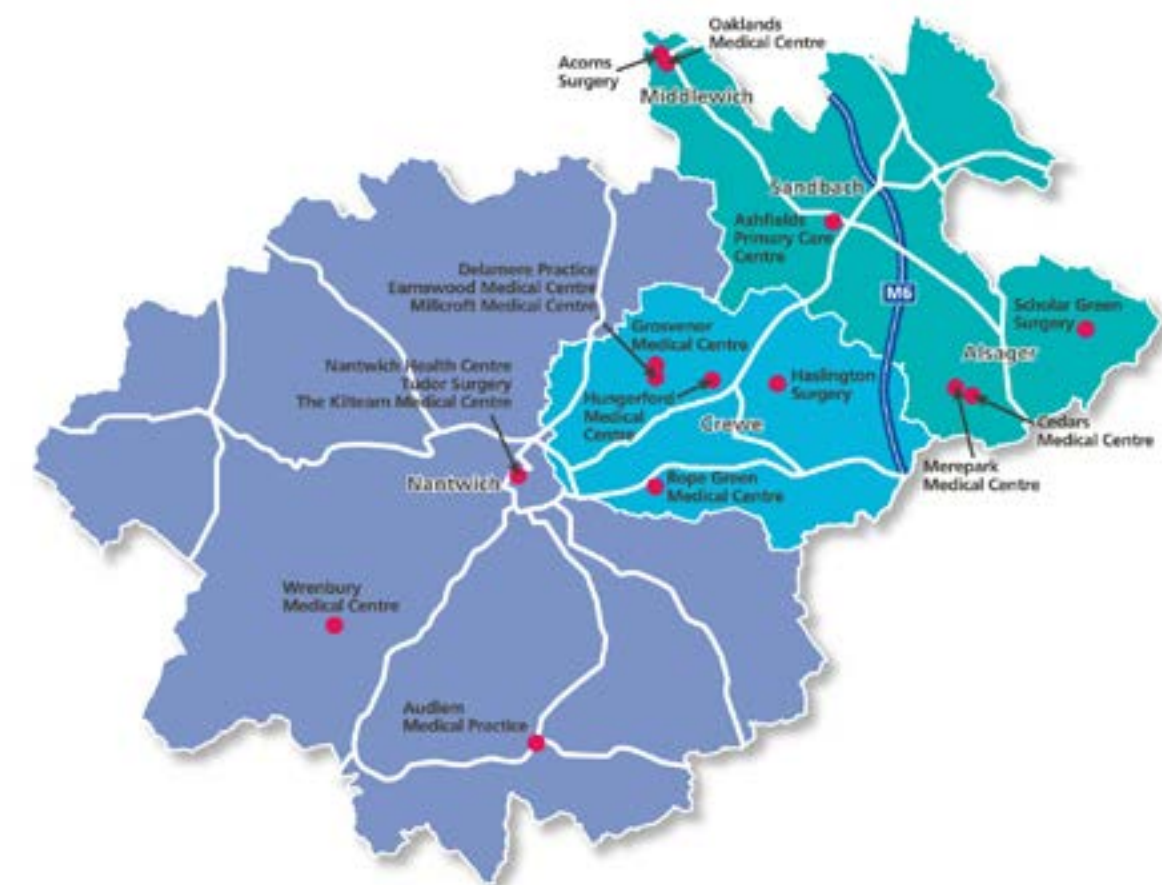 Oaklands
Medical Centre
Acorns
Surgery
Middlewich
Sandbach
Ashfields
Primary Care
Centre
Delamere Practice
Earnswood Medical Centre
Millcroft Medical Centre
M6
Scholar Green
Surgery
Grosvenor
Medical Centre
Alsager
Nantwich Health Centre
Tudor Surgery
The Kiltearn Medical Centre
Hungerford
Medical
Centre
Haslington
Surgery
Crewe
Cedars
Medical Centre
Merepark
Medical Centre
Nantwich
Rope Green
Medical Centre
Wrenbury
Medical Centre
Audlem
Medical Practice